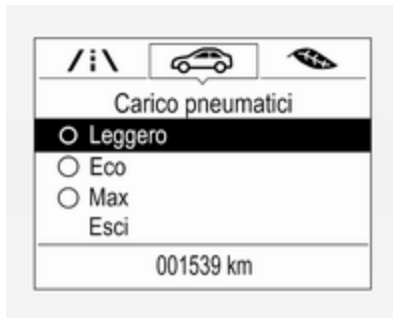 Carico pneumatici
Leggero
Eco
Max
Esci
001539 km